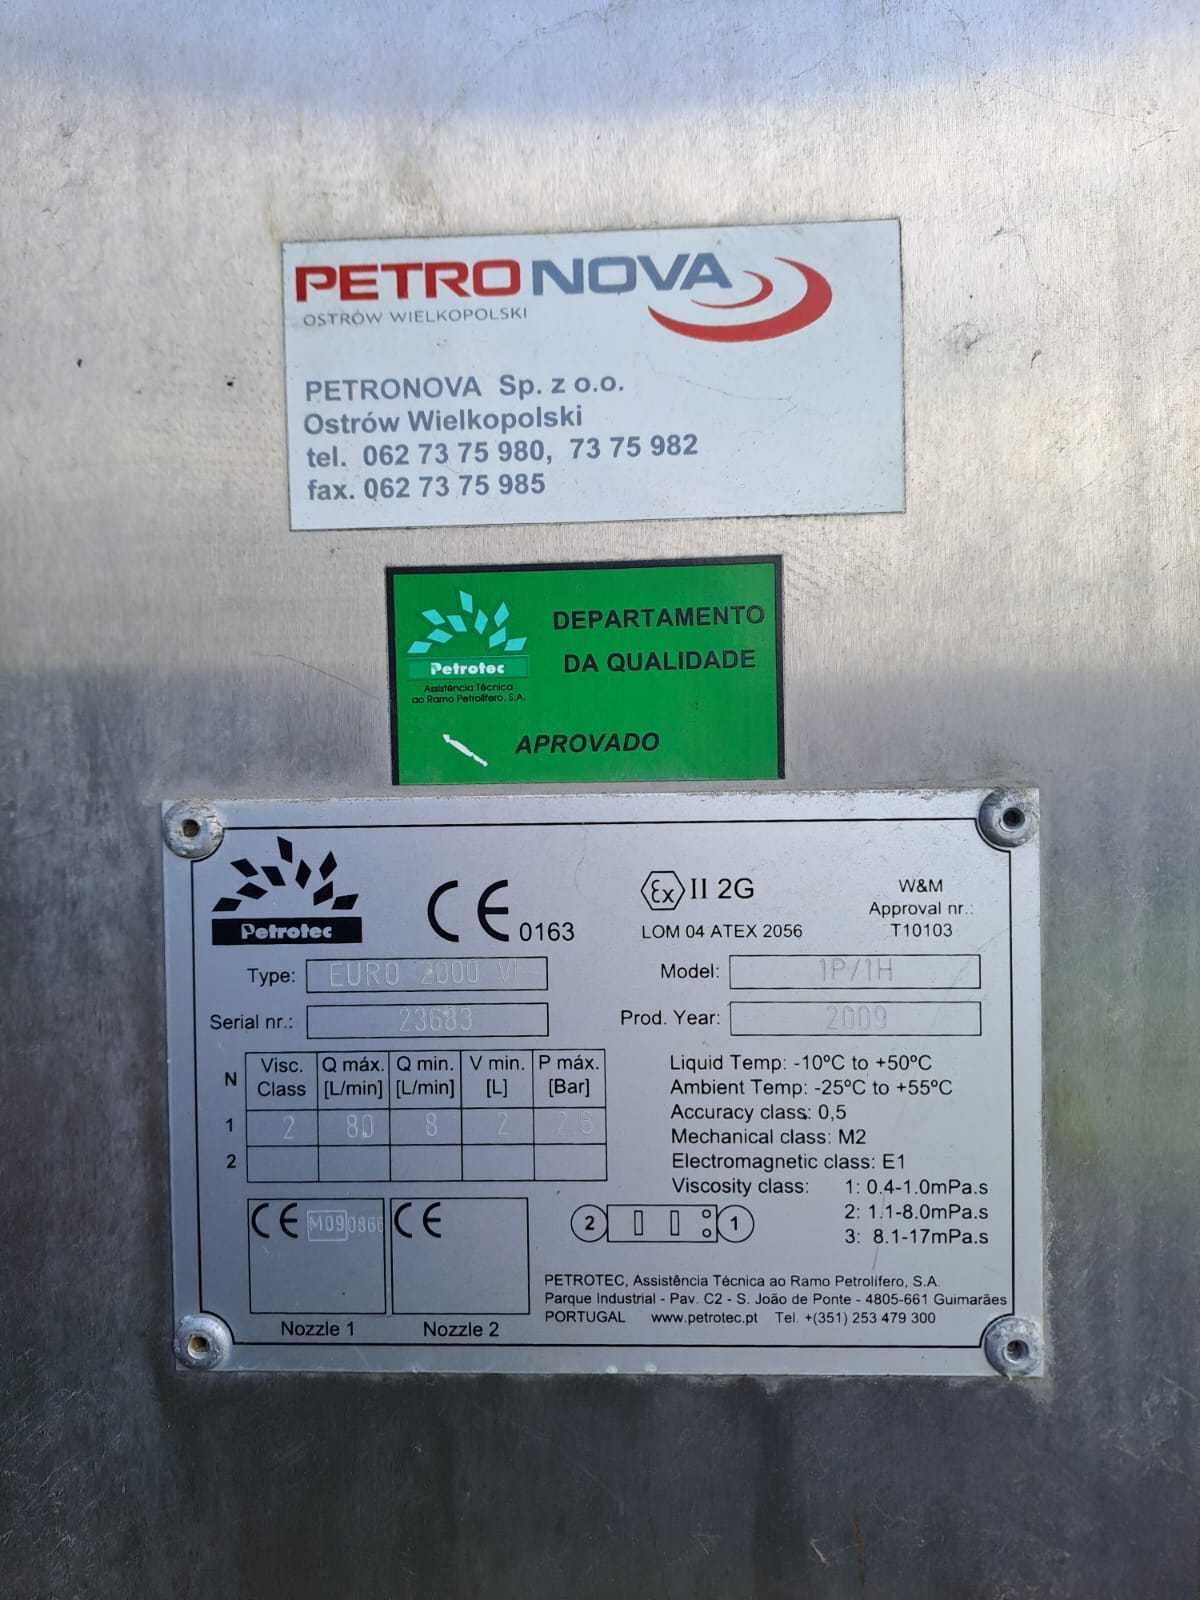 PETRONOVA
OSTRÓW WIELKOPOLSKI
PETRONOVA Sp. z o.o.
Ostrów Wielkopolski
tel. 062 73 75 980, 73 75 982
fax. 062 73 75 985
Petrotec
Assistência Técnica
ao Ramo Petrolífero, S.A.
DEPARTAMENTO
DA QUALIDADE
APROVADO
Petrotec
CE 0163
Ex II 2G
LOM 04 ATEX 2056
W&M
Approval nr.:
T10103
Type: EURO 2000 VI
Model: 1P/1H
Serial nr.: 23683
Prod. Year: 2009
N Visc. Class Q máx. [L/min] Q min. [L/min] V min. [L] P máx. [Bar]
1 2 80 8 2 2.5
2
Liquid Temp: -10ºC to +50ºC
Ambient Temp: -25ºC to +55ºC
Accuracy class: 0,5
Mechanical class: M2
Electromagnetic class: E1
Viscosity class: 1: 0.4-1.0mPa.s
2: 1.1-8.0mPa.s
3: 8.1-17mPa.s
CE M09 0866
CE
Nozzle 1
Nozzle 2
2 1
PETROTEC, Assistência Técnica ao Ramo Petrolífero, S.A.
Parque Industrial - Pav. C2 - S. João de Ponte - 4805-661 Guimarães
PORTUGAL www.petrotec.pt Tel. +(351) 253 479 300